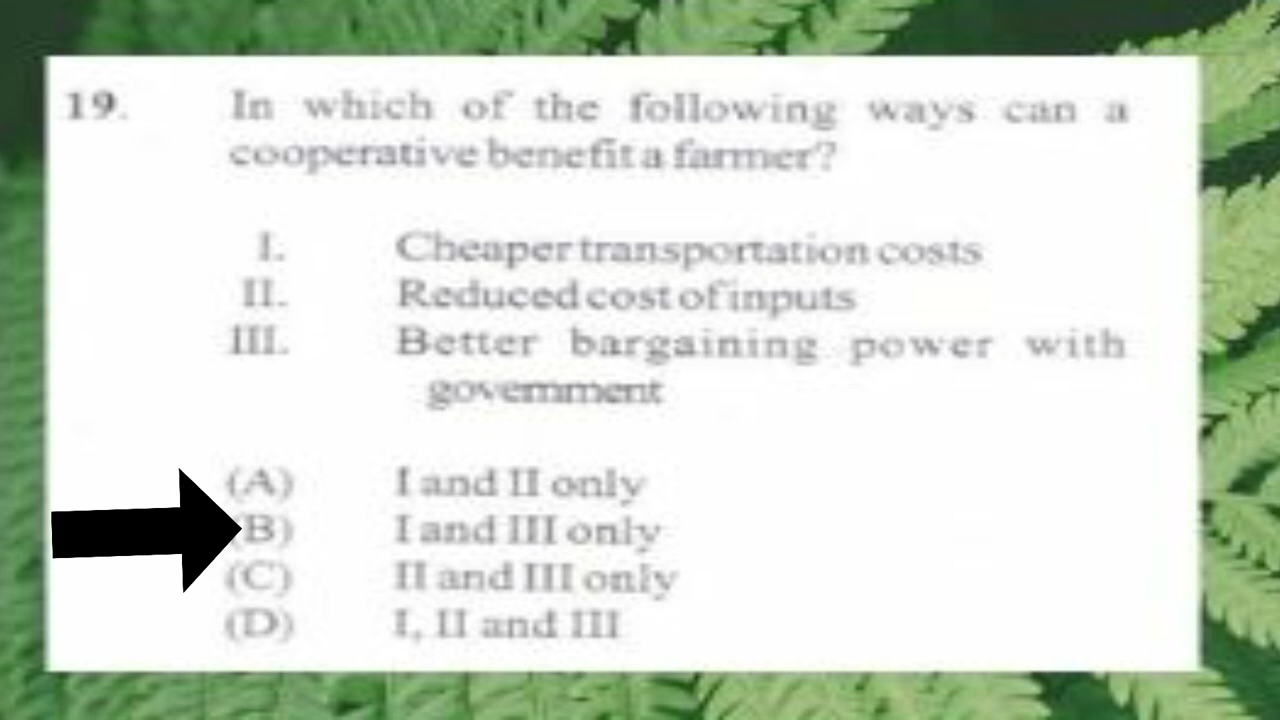 19. In which of the following ways can a
cooperative benefit a farmer?
I. Cheaper transportation costs
II. Reduced cost of inputs
III. Better bargaining power with
government
(A) I and II only
(B) I and III only
(C) II and III only
(D) I, II and III